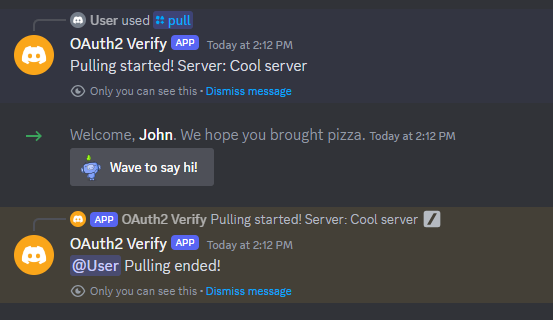 User used pull
OAuth2 Verify APP Today at 2:12 PM
Pulling started! Server: Cool server
Only you can see this • Dismiss message
Welcome, John. We hope you brought pizza. Today at 2:12 PM
Wave to say hi!
APP OAuth2 Verify Pulling started! Server: Cool server
OAuth2 Verify APP Today at 2:12 PM
@User Pulling ended!
Only you can see this • Dismiss message